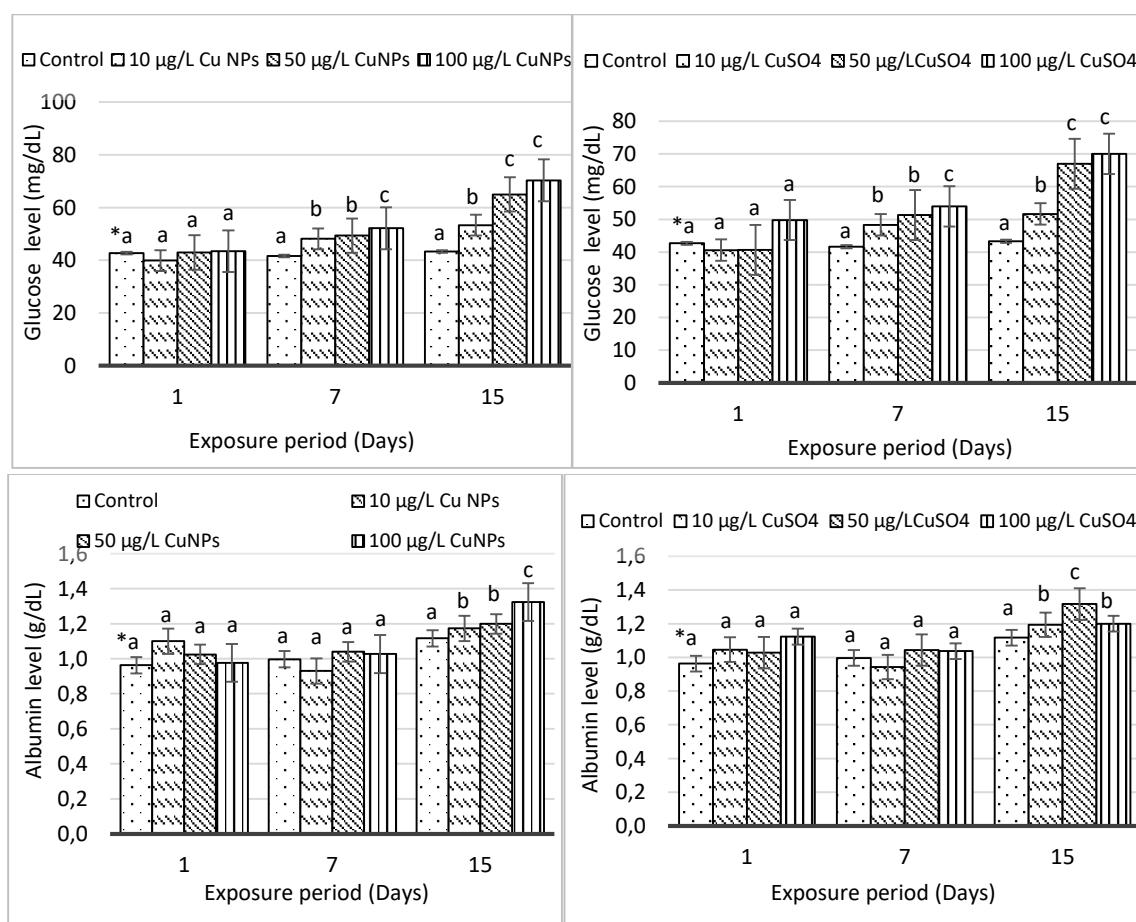 Control 10 µg/L Cu NPs 50 µg/L CuNPs 100 µg/L CuNPs
100
80
60
40
20
0
Glucose level (mg/dL)
*a a a a a b b c a b c c
1 7 15
Exposure period (Days)
Control 10 µg/L CuSO4 50 µg/LCuSO4 100 µg/L CuSO4
80
70
60
50
40
30
20
10
0
Glucose level (mg/dL)
*a a a a a b b c a b c c
1 7 15
Exposure period (Days)
Control 10 µg/L Cu NPs
50 µg/L CuNPs 100 µg/L CuNPs
1,6
1,4
1,2
1,0
0,8
0,6
0,4
0,2
0,0
Albumin level (g/dL)
*a a a a a a a a a b b c
1 7 15
Exposure period (Days)
Control 10 µg/L CuSO4 50 µg/LCuSO4 100 µg/L CuSO4
1,6
1,4
1,2
1,0
0,8
0,6
0,4
0,2
0,0
Albumin level (g/dL)
*a a a a a a a a a b c b
1 7 15
Exposure period (Days)